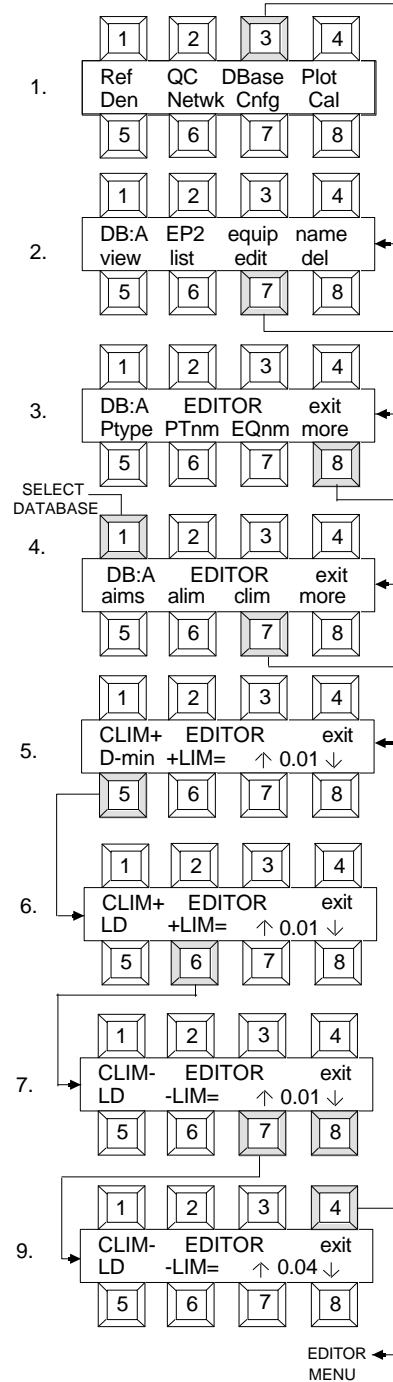 1 2 3 4
1.
Ref QC DBase Plot
Den Netwk Cnfg Cal
5 6 7 8
1 2 3 4
2.
DB:A EP2 equip name
view list edit del
5 6 7 8
1 2 3 4
3.
DB:A EDITOR exit
Ptype PTnm EQnm more
5 6 7 8
SELECT
DATABASE
1 2 3 4
4.
DB:A EDITOR exit
aims alim clim more
5 6 7 8
1 2 3 4
5.
CLIM+ EDITOR exit
D-min +LIM= ↑ 0.01 ↓
5 6 7 8
1 2 3 4
6.
CLIM+ EDITOR exit
LD +LIM= ↑ 0.01 ↓
5 6 7 8
1 2 3 4
7.
CLIM- EDITOR exit
LD -LIM= ↑ 0.01 ↓
5 6 7 8
1 2 3 4
9.
CLIM- EDITOR exit
LD -LIM= ↑ 0.04 ↓
5 6 7 8
EDITOR
MENU